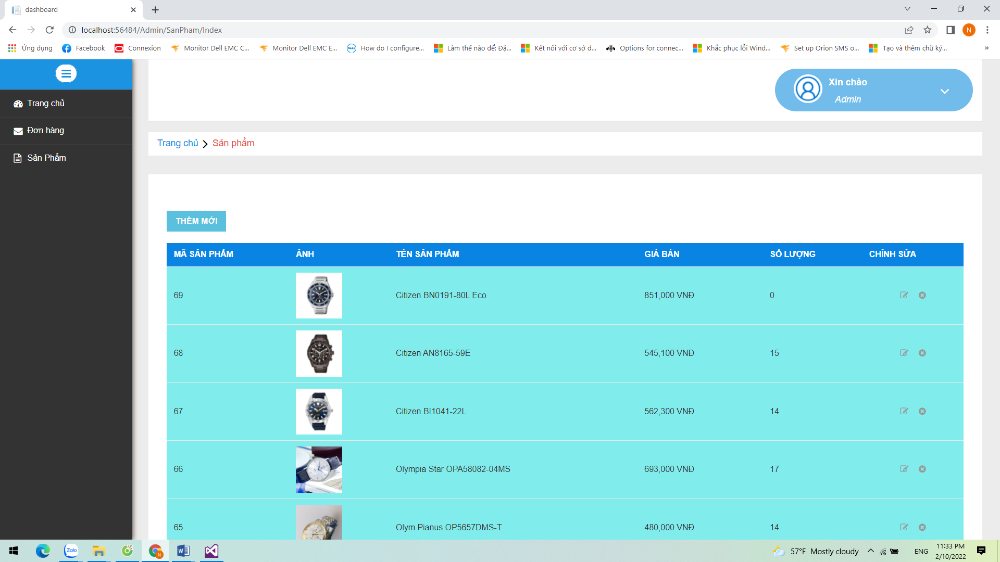 dashboard
localhost:56484/Admin/SanPham/Index
N
Ứng dụng
Facebook
Connexion
Monitor Dell EMC C...
Monitor Dell EMC E...
How do I configure...
Làm thế nào để: Đặ...
Kết nối với cơ sở d...
Options for connec...
Khắc phục lỗi Wind...
Set up Orion SMS o...
Tạo và thêm chữ ký...
»
Xin chào
Admin
Trang chủ
Đơn hàng
Sản Phẩm
Trang chủ
Sản phẩm
THÊM MỚI
MÃ SẢN PHẨM ẢNH TÊN SẢN PHẨM GIÁ BÁN SỐ LƯỢNG CHỈNH SỬA
69 Citizen BN0191-80L Eco 851,000 VNĐ 0
68 Citizen AN8165-59E 545,100 VNĐ 15
67 Citizen BI1041-22L 562,300 VNĐ 14
66 Olympia Star OPA58082-04MS 693,000 VNĐ 17
65 Olym Pianus OP5657DMS-T 480,000 VNĐ 14
Zalo
N
57°F Mostly cloudy
ENG
11:33 PM
2/10/2022